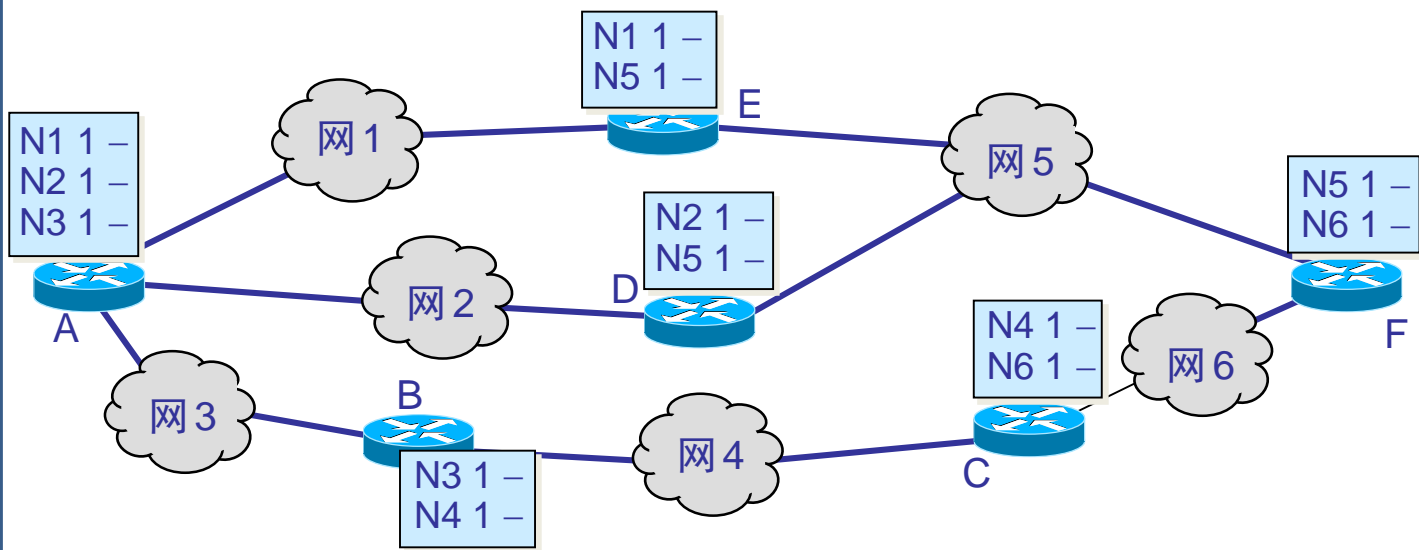 N1 1 –
N5 1 –
E
网1
网5
N1 1 –
N2 1 –
N3 1 –
A
N2 1 –
N5 1 –
D
网2
N5 1 –
N6 1 –
F
N4 1 –
N6 1 –
C
网6
网3
B
N3 1 –
N4 1 –
网4